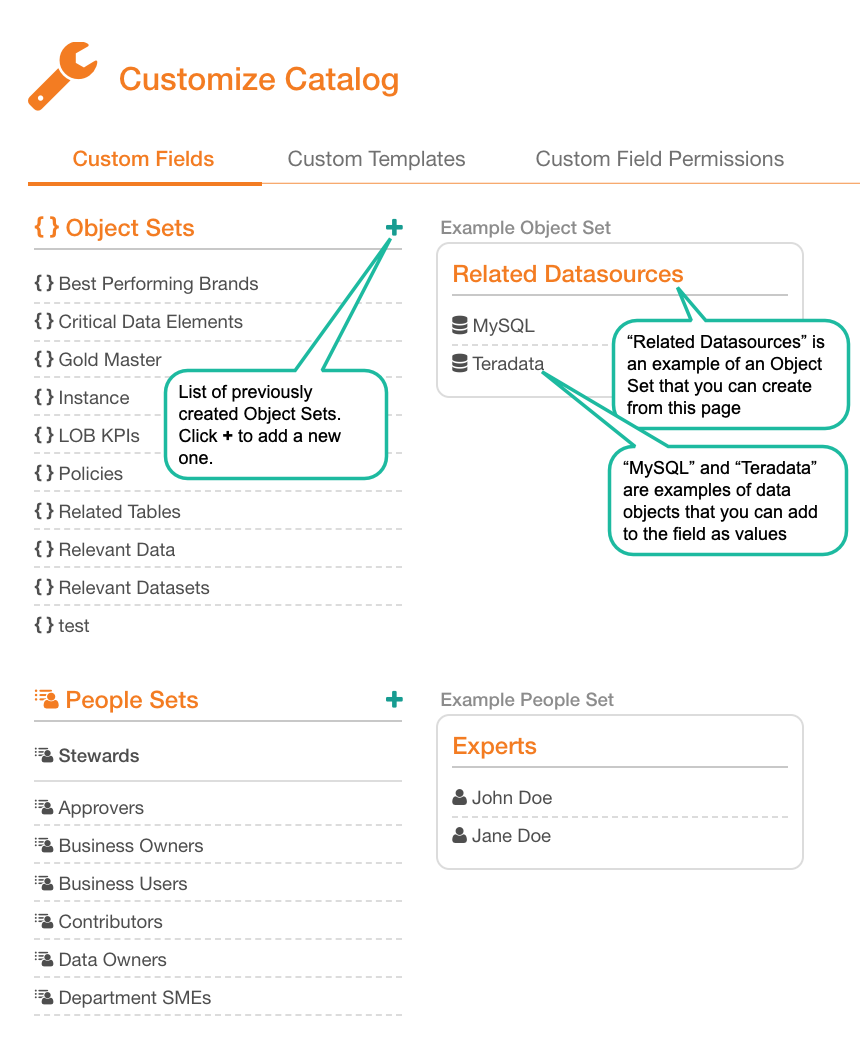 Customize Catalog
Custom Fields
Custom Templates
Custom Field Permissions
{ } Object Sets
{ } Best Performing Brands
{ } Critical Data Elements
{ } Gold Master
{ } Instance
{ } LOB KPIs
{ } Policies
{ } Related Tables
{ } Relevant Data
{ } Relevant Datasets
{ } test
List of previously
created Object Sets.
Click + to add a new
one.
Example Object Set
Related Datasources
MySQL
Teradata
“Related Datasources” is
an example of an Object
Set that you can create
from this page
“MySQL” and “Teradata”
are examples of data
objects that you can add
to the field as values
People Sets
Stewards
Approvers
Business Owners
Business Users
Contributors
Data Owners
Department SMEs
Example People Set
Experts
John Doe
Jane Doe